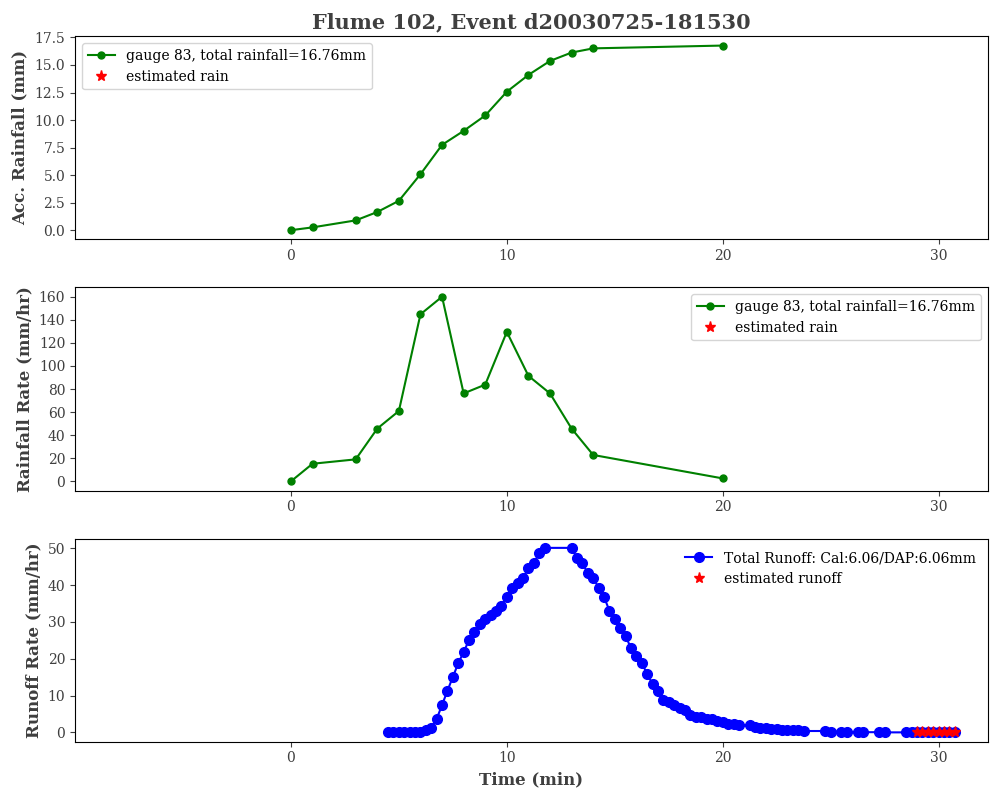 Flume 102, Event d20030725-181530
Acc. Rainfall (mm)
17.5
15.0
12.5
10.0
7.5
5.0
2.5
0.0
gauge 83, total rainfall=16.76mm
estimated rain
0 10 20 30
Rainfall Rate (mm/hr)
160
140
120
100
80
60
40
20
0
gauge 83, total rainfall=16.76mm
estimated rain
0 10 20 30
Runoff Rate (mm/hr)
50
40
30
20
10
0
Total Runoff: Cal:6.06/DAP:6.06mm
estimated runoff
0 10 20 30
Time (min)